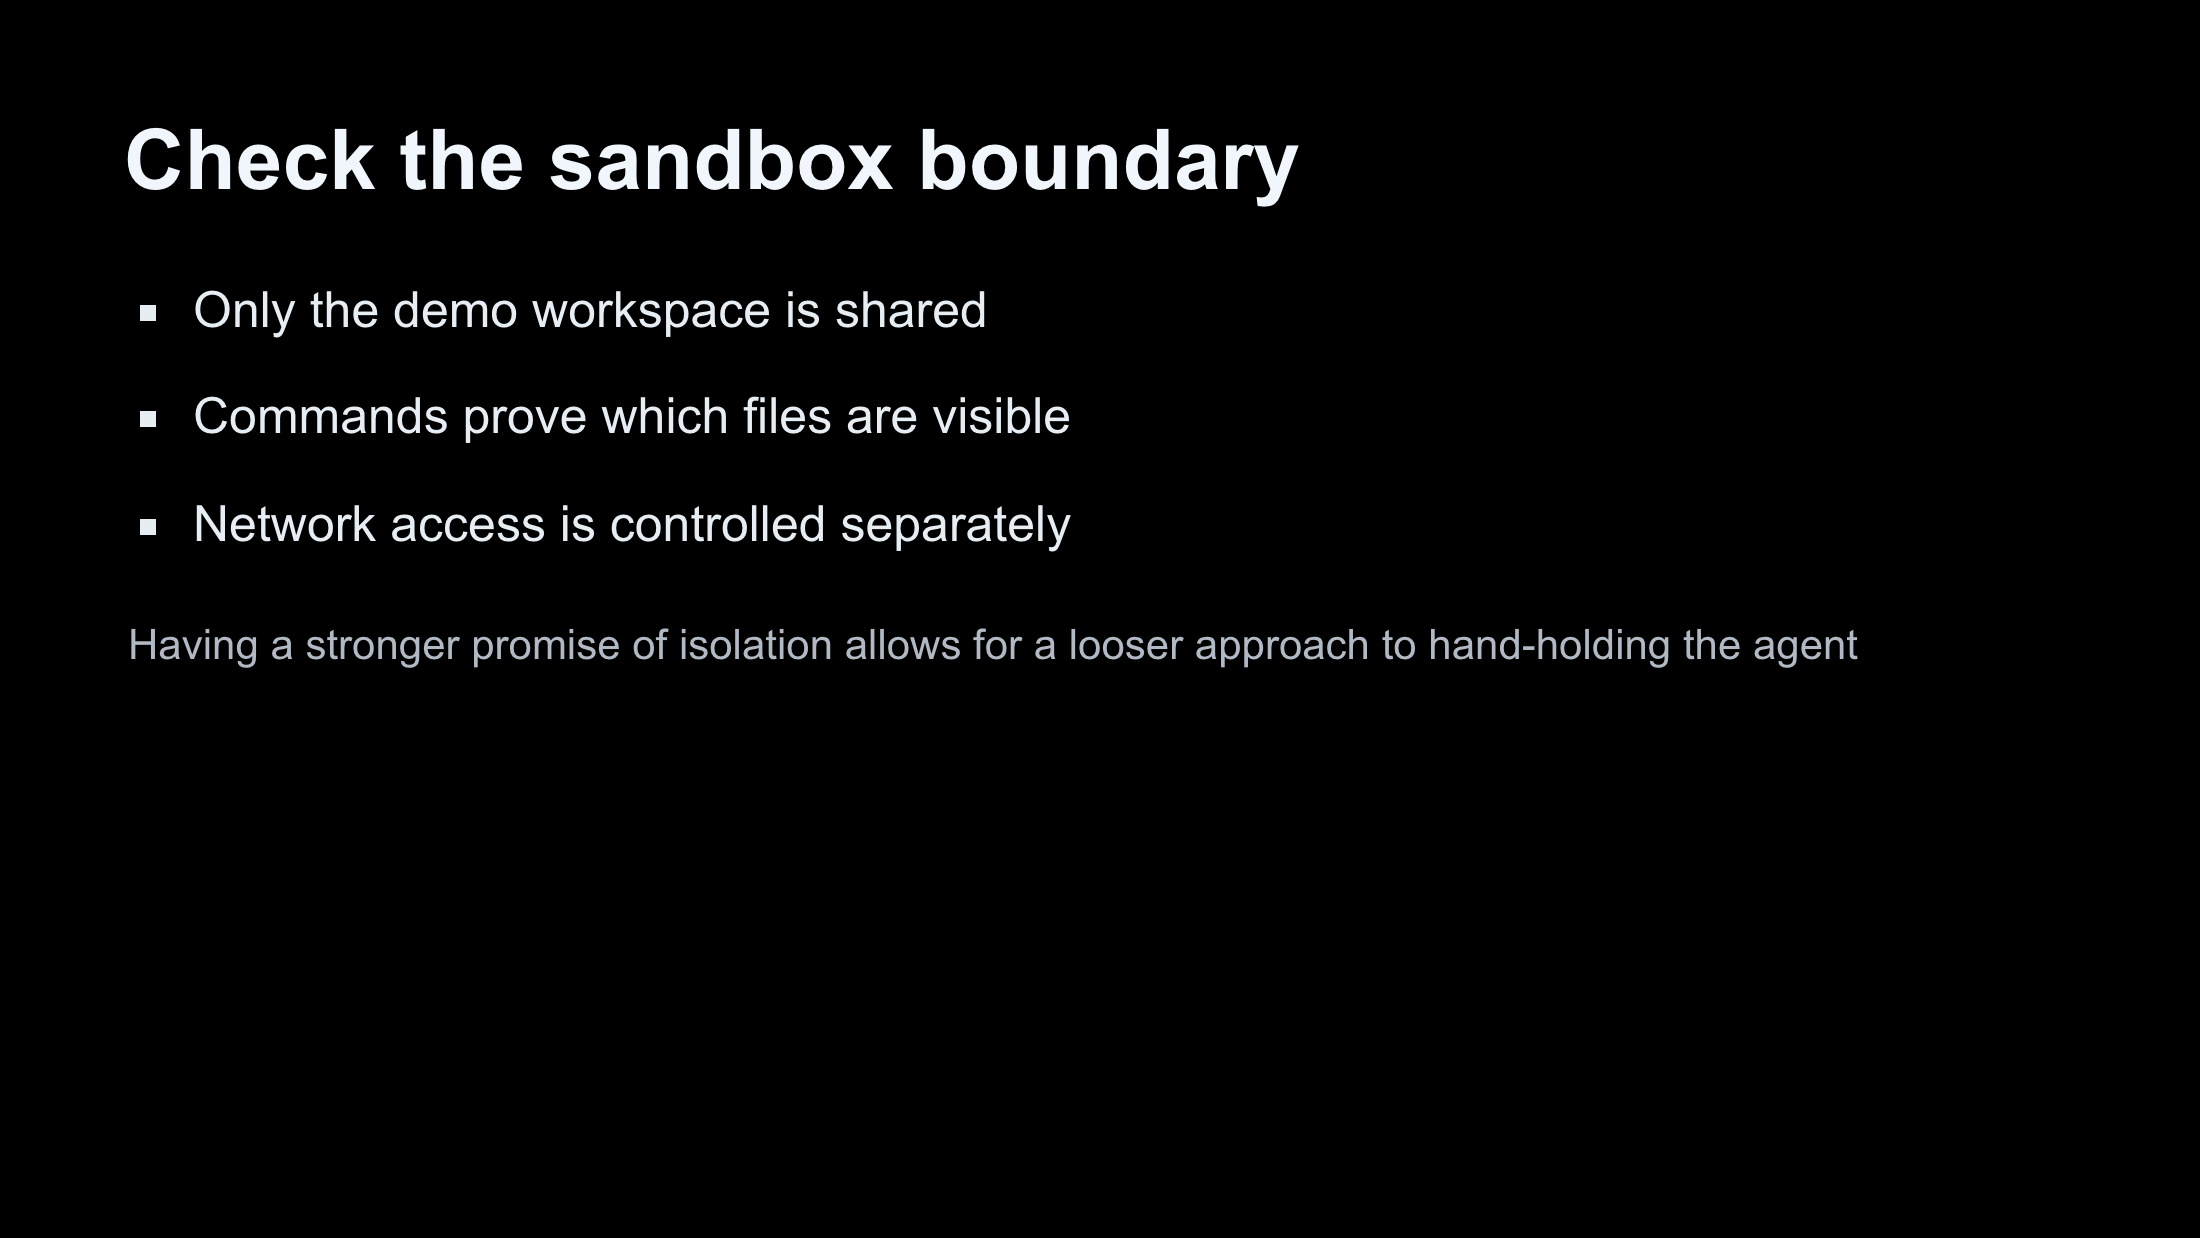 Check the sandbox boundary
Only the demo workspace is shared
Commands prove which files are visible
Network access is controlled separately
Having a stronger promise of isolation allows for a looser approach to hand-holding the agent